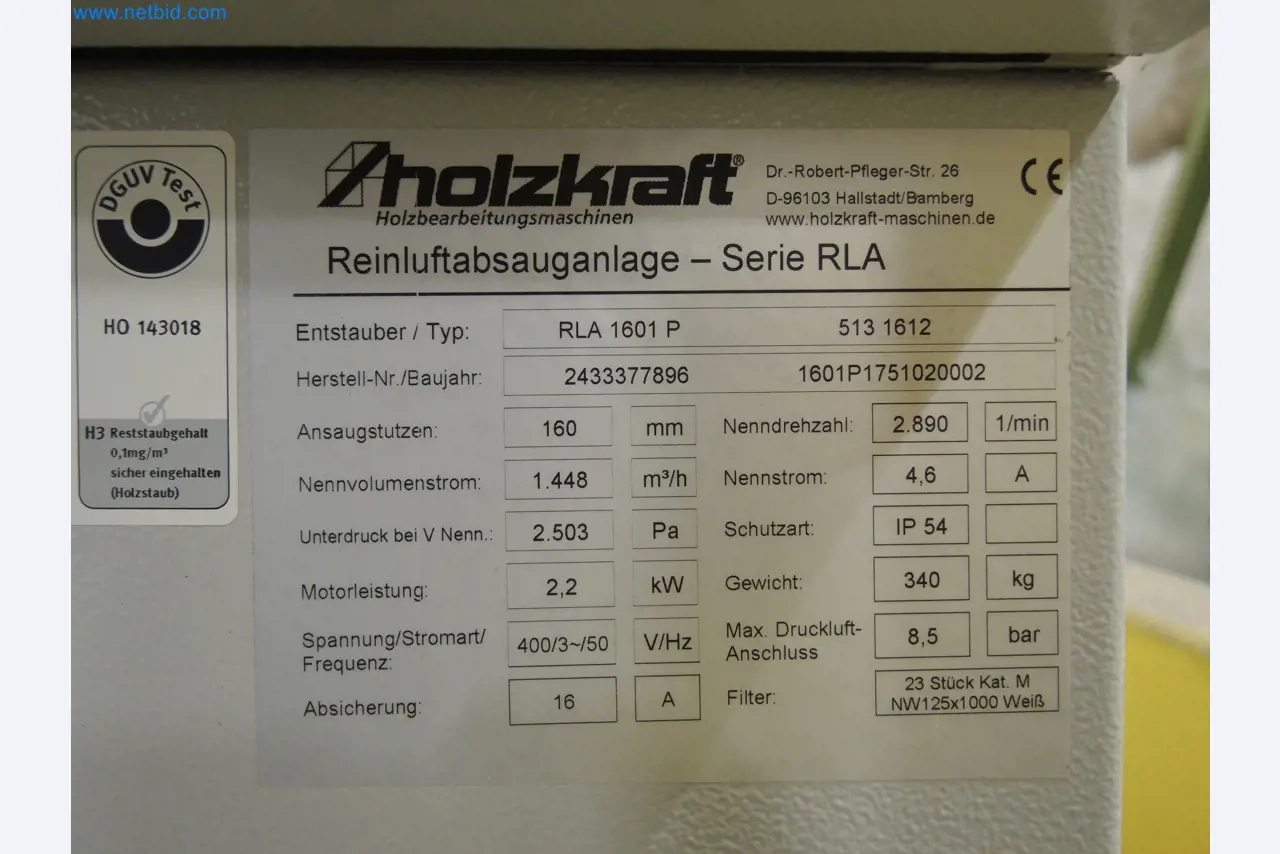 www.netbid.com
DGUV Test
HO 143018
H3 Reststaubgehalt
0,1mg/m³
sicher eingehalten
(Holzstaub)
holzkraft®
Holzbearbeitungsmaschinen
Dr.-Robert-Pfleger-Str. 26
D-96103 Hallstadt/Bamberg
www.holzkraft-maschinen.de
CE
Reinluftabsauganlage – Serie RLA
Entstauber / Typ: RLA 1601 P 513 1612
Herstell-Nr./Baujahr: 2433377896 1601P1751020002
Ansaugstutzen: 160 mm Nenndrehzahl: 2.890 1/min
Nennvolumenstrom: 1.448 m³/h Nennstrom: 4,6 A
Unterdruck bei V Nenn.: 2.503 Pa Schutzart: IP 54
Motorleistung: 2,2 kW Gewicht: 340 kg
Spannung/Stromart/
Frequenz: 400/3~/50 V/Hz
Max. Druckluft-
Anschluss 8,5 bar
Absicherung: 16 A Filter: 23 Stück Kat. M
NW125x1000 Weiß